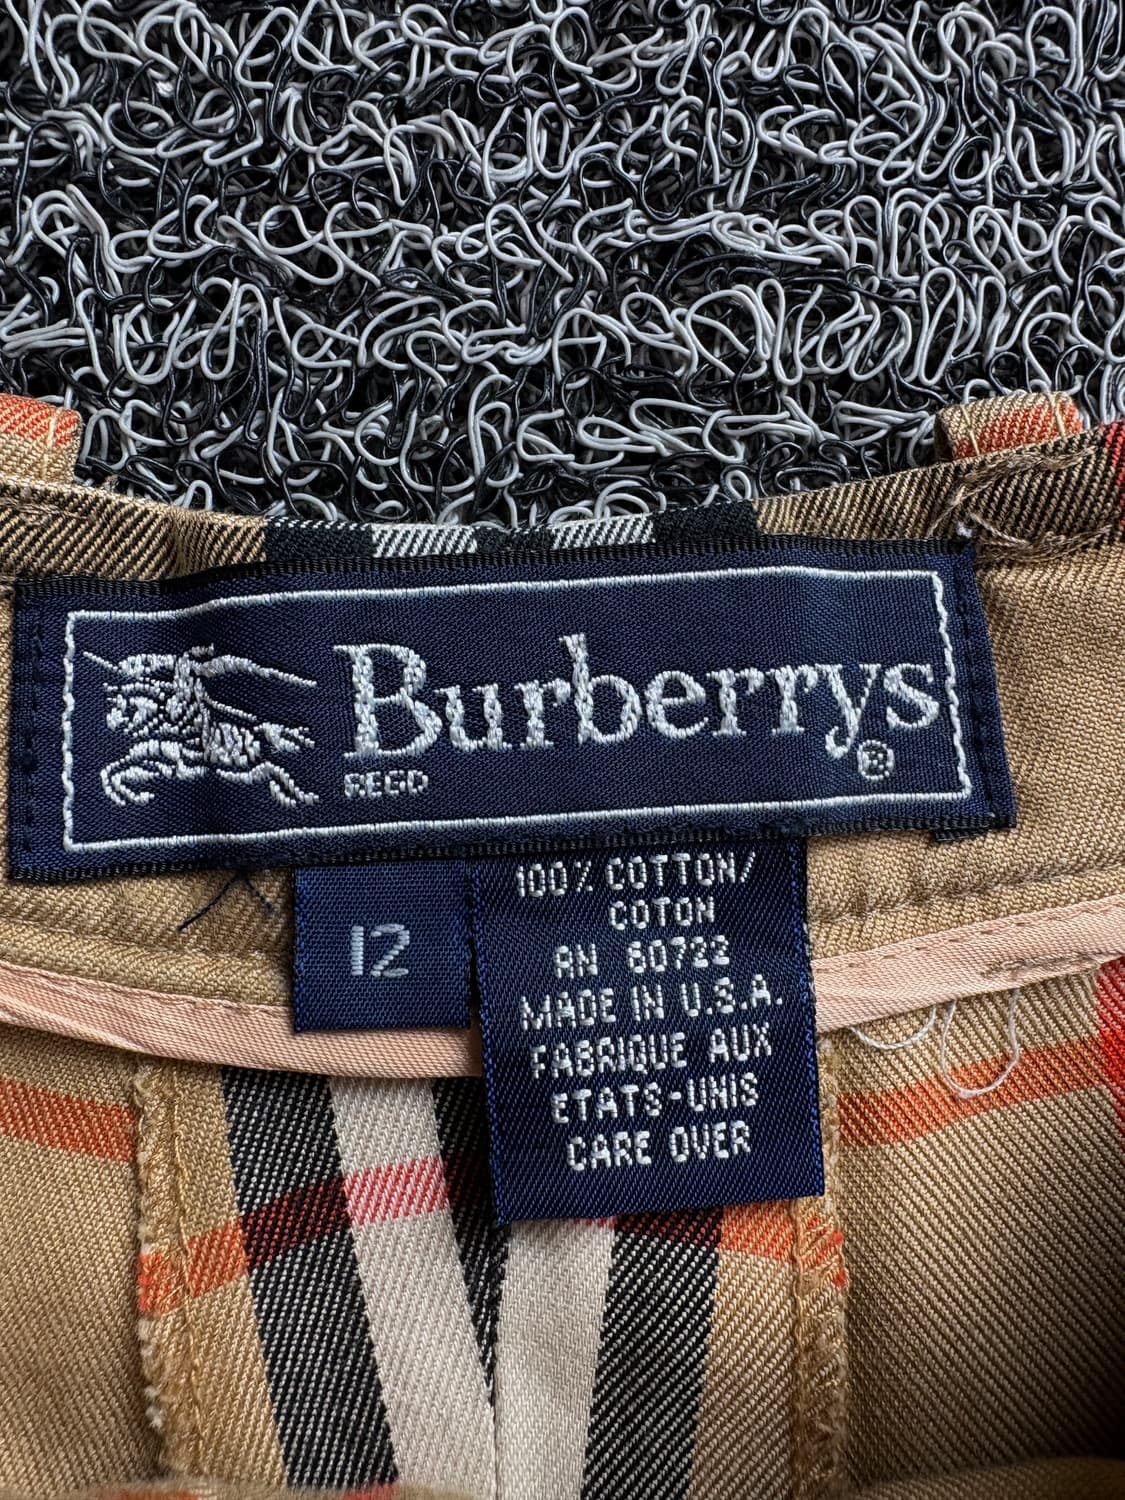 Burberrys
REGD
®
12
100% COTTON/
COTON
RN 60722
MADE IN U.S.A.
FABRIQUE AUX
ETATS-UNIS
CARE OVER